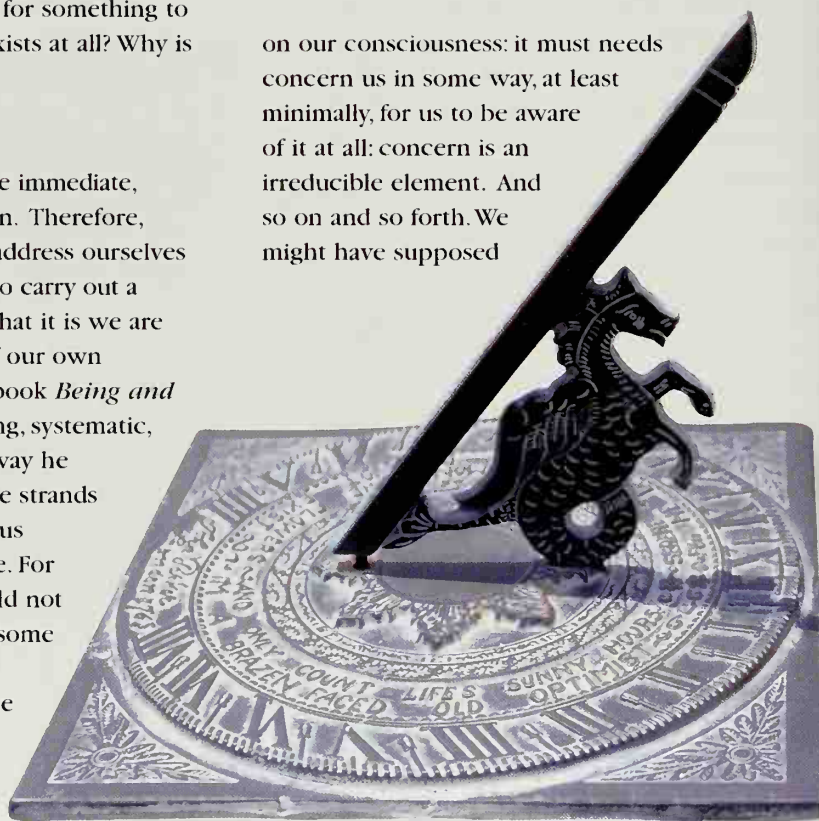 for something to
xists at all? Why is
e immediate,
n. Therefore,
address ourselves
o carry out a
hat it is we are
f our own
book Being and
ng, systematic,
way he
e strands
us
e. For
ld not
some
e
on our consciousness: it must needs
concern us in some way, at least
minimally, for us to be aware
of it at all: concern is an
irreducible element. And
so on and so forth. We
might have supposed
ONLY COUNT LIFE'S SUNNY HOURS
A BRAZEN FACED OLD OPTIMIST